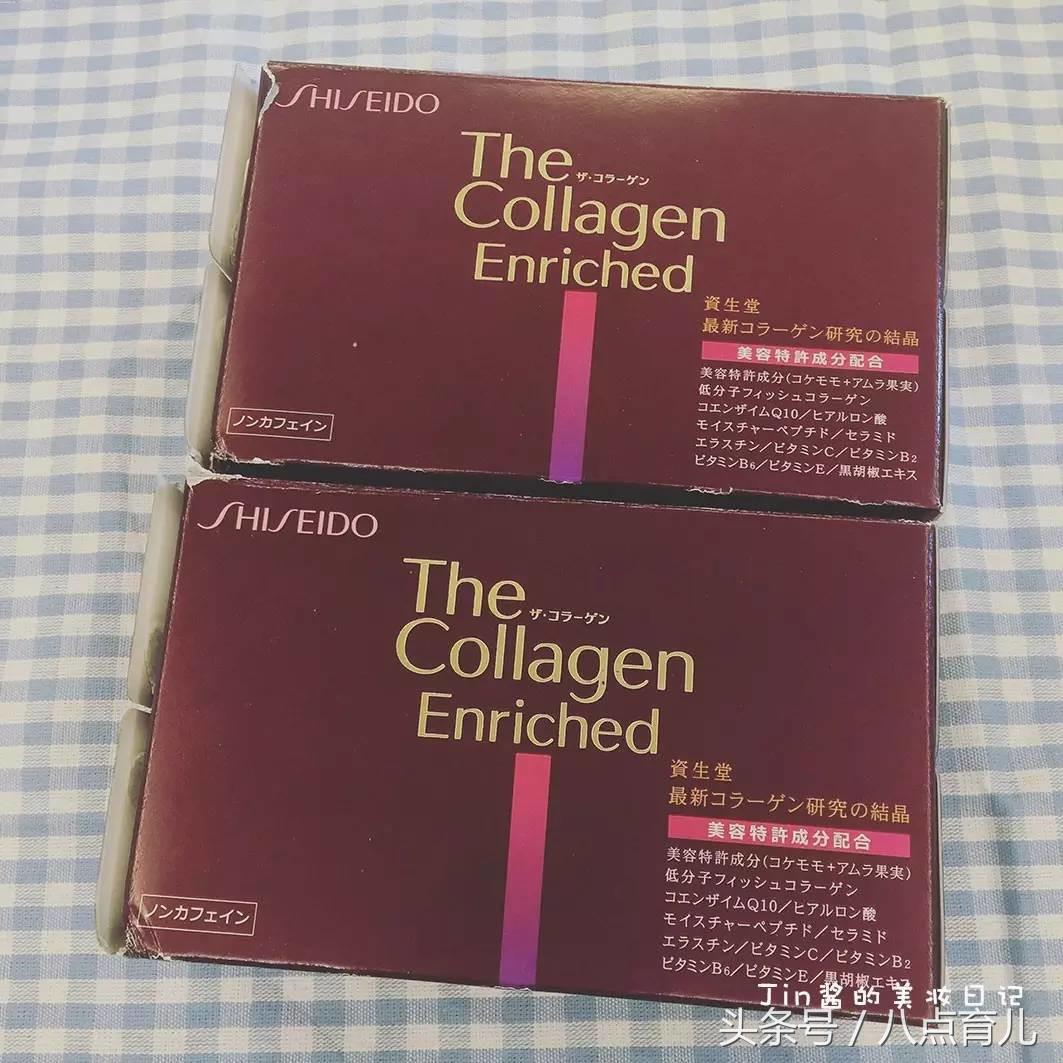 SHISEIDO
The
ザ・コラーゲン
Collagen
Enriched
資生堂
最新コラーゲン研究の結晶
美容特許成分配合
美容特許成分(コケモモ+アムラ果実)
低分子フィッシュコラーゲン
コエンザイムQ10/ヒアルロン酸
モイスチャーペプチド/セラミド
エラスチン/ビタミンC/ビタミンB2
ビタミンB6/ビタミンE/黒胡椒エキス
ノンカフェイン
SHISEIDO
The
ザ・コラーゲン
Collagen
Enriched
資生堂
最新コラーゲン研究の結晶
美容特許成分配合
美容特許成分(コケモモ+アムラ果実)
低分子フィッシュコラーゲン
コエンザイムQ10/ヒアルロン酸
モイスチャーペプチド/セラミド
エラスチン/ビタミンC/ビタミンB2
ビタミンB6/ビタミンE/黒胡椒エキス
ノンカフェイン
Jin酱的美妆日记
头条号/八点育儿